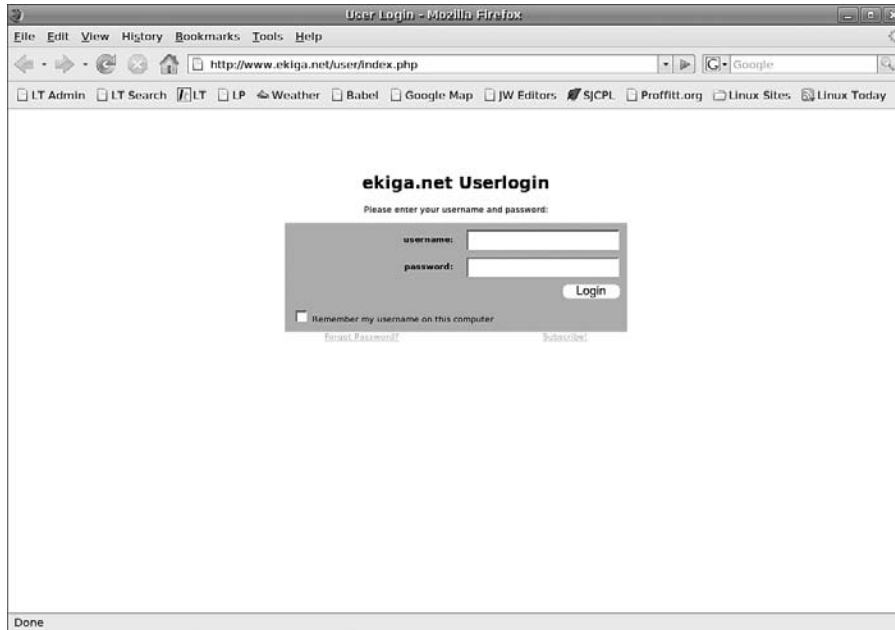 User Login - Mozilla Firefox
File Edit View History Bookmarks Tools Help
http://www.ekiga.net/user/index.php G Google
LT Admin LT Search LT LP Weather Babel Google Map JW Editors SJCPL Proffitt.org Linux Sites Linux Today
ekiga.net Userlogin
Please enter your username and password:
username:
password:
Login
Remember my username on this computer
Forgot Password? Subscribe!
Done